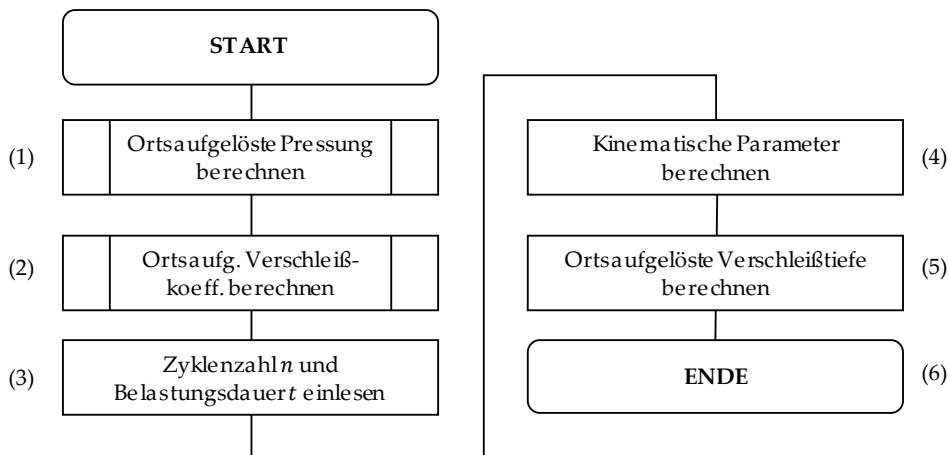 START
(1)
Ortsaufgelöste Pressung
berechnen
(2)
Ortsaufg. Verschleiß-
koeff. berechnen
(3)
Zyklenzahl n und
Belastungsdauer t einlesen
Kinematische Parameter
berechnen
(4)
Ortsaufgelöste Verschleißtiefe
berechnen
(5)
ENDE
(6)